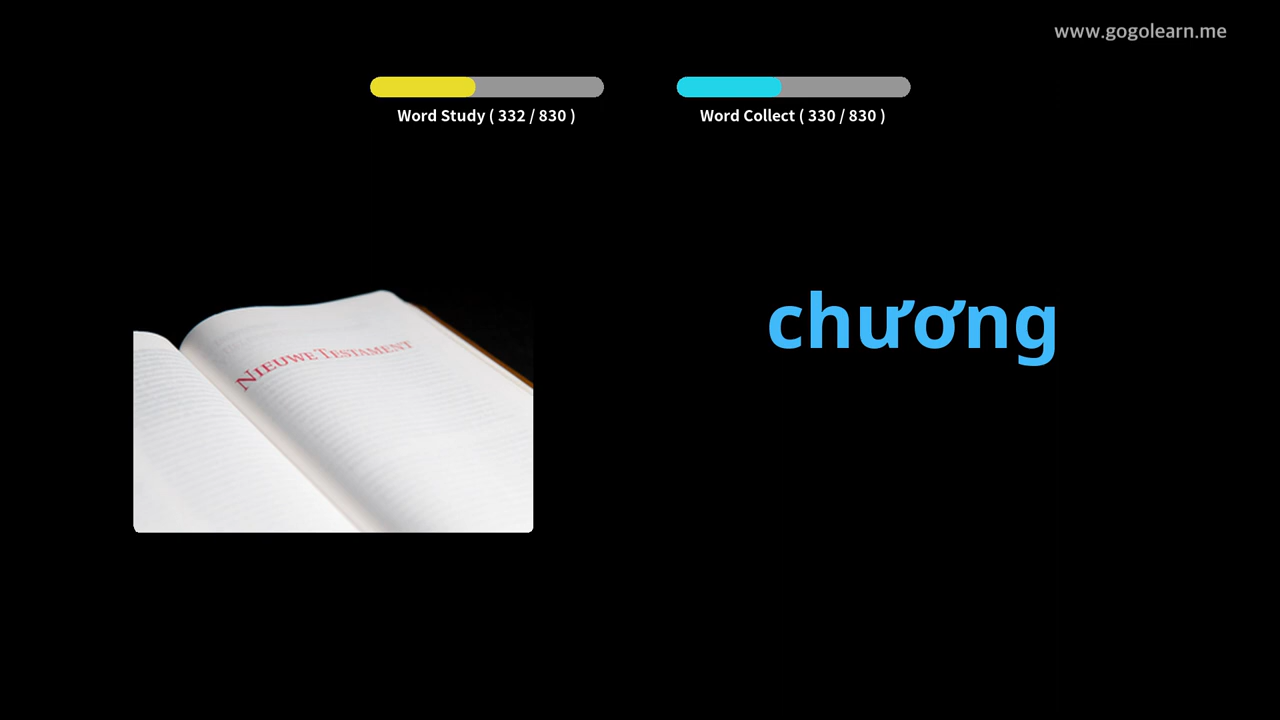 www.gogolearn.me
Word Study ( 332 / 830 )
Word Collect ( 330 / 830 )
NIEUWE TESTAMENT
chương